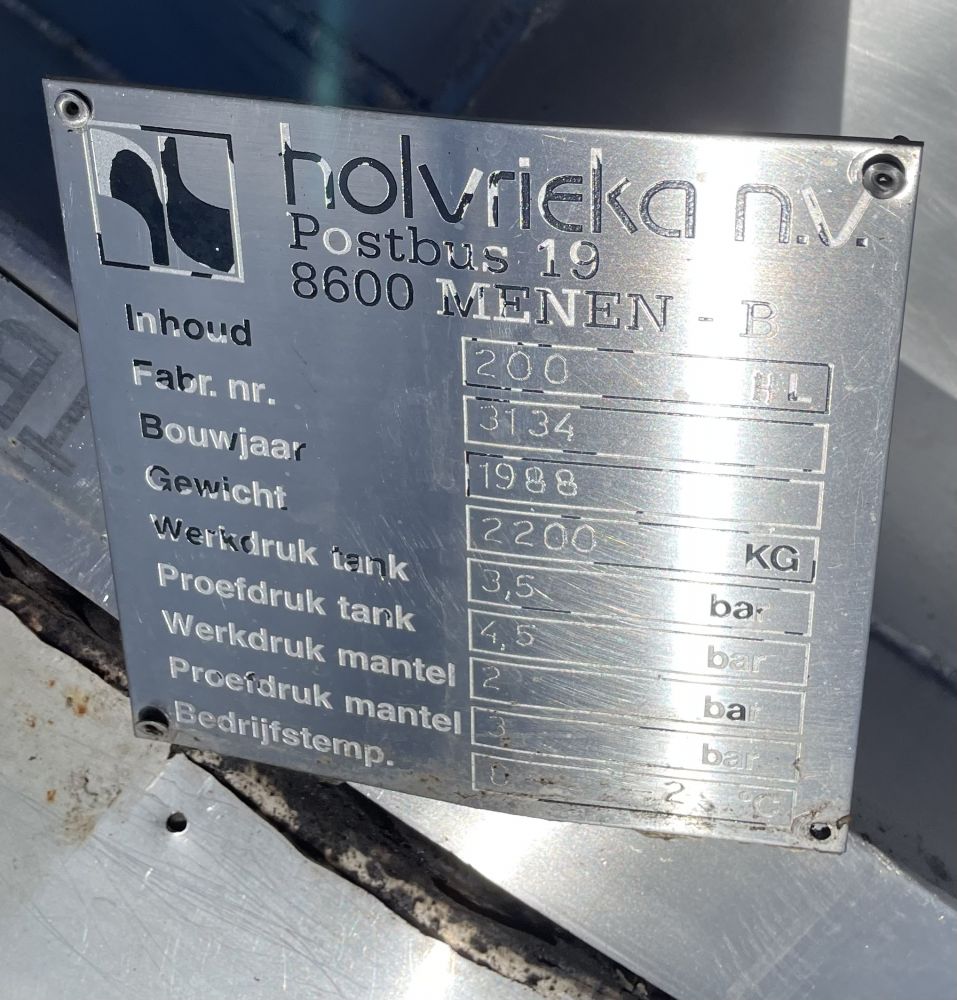 holvrieka n.v.
Postbus 19
8600 MENEN - B
Inhoud 200 HL
Fabr. nr. 3134
Bouwjaar 1988
Gewicht 2200 KG
Werkdruk tank 3,5 bar
Proefdruk tank 4,5 bar
Werkdruk mantel 2 bar
Proefdruk mantel 3 bar
Bedrijfstemp. °C